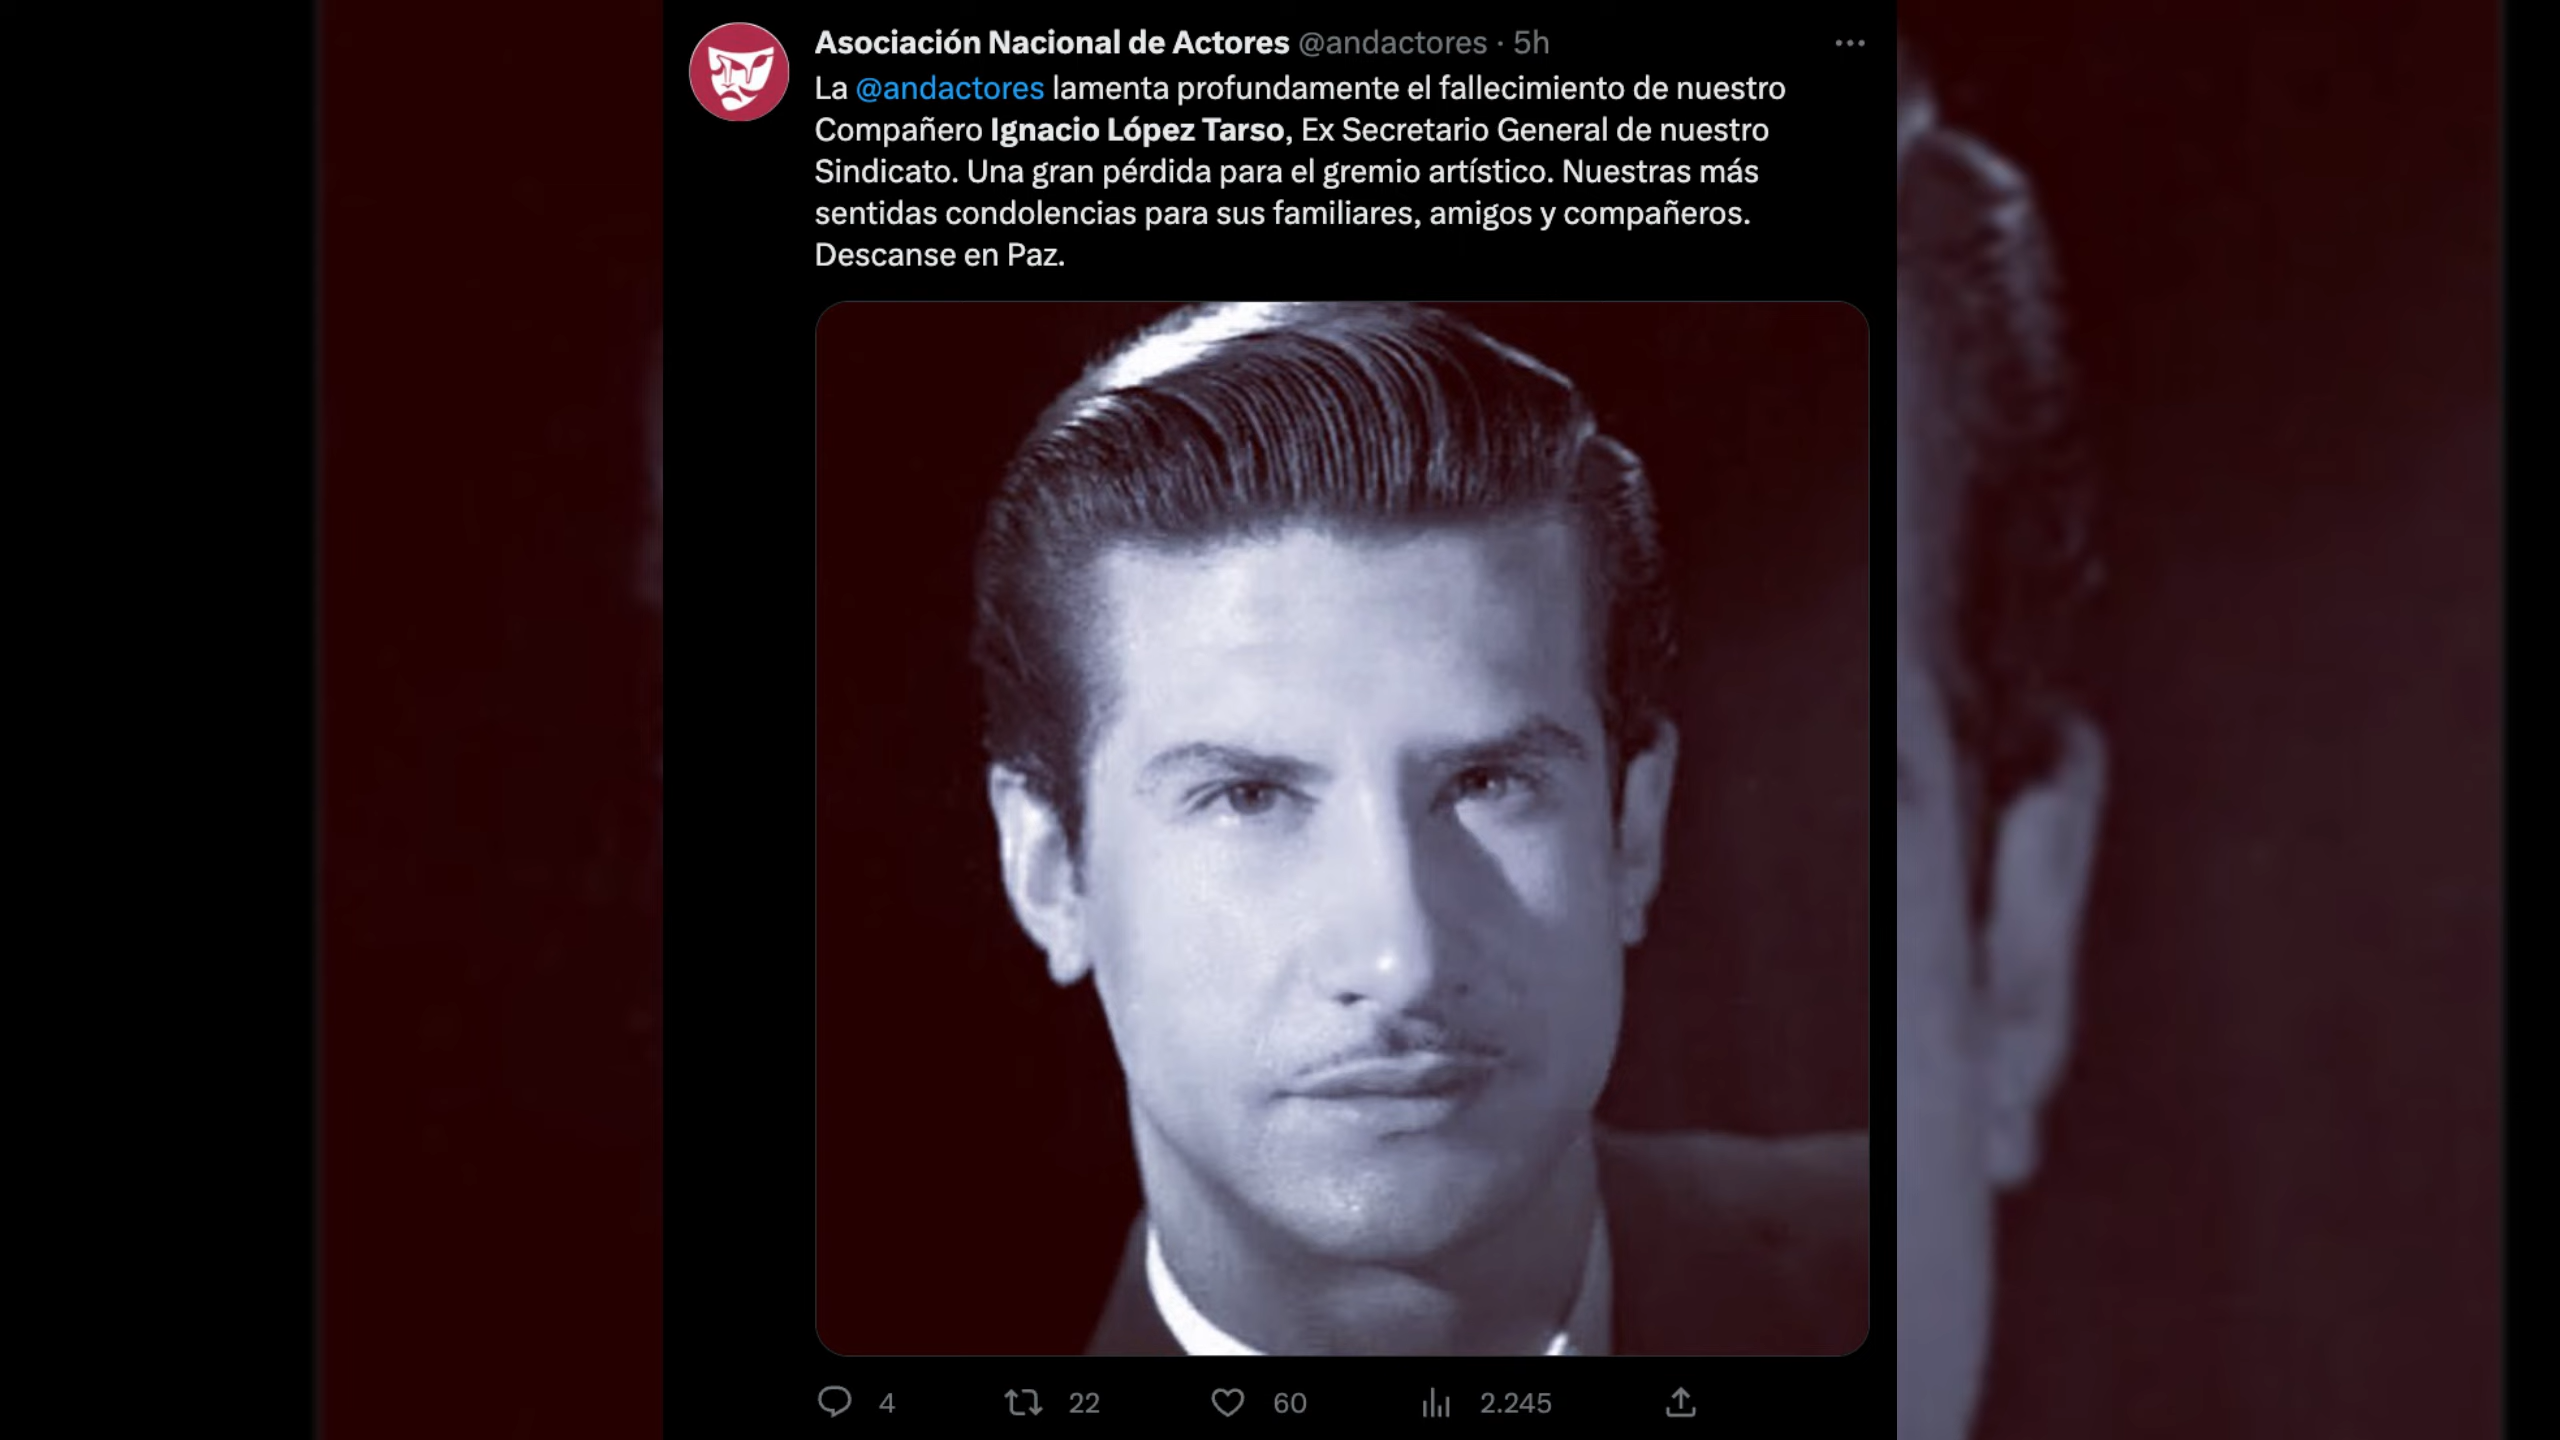 Asociación Nacional de Actores @andactores · 5h
La @andactores lamenta profundamente el fallecimiento de nuestro
Compañero Ignacio López Tarso, Ex Secretario General de nuestro
Sindicato. Una gran pérdida para el gremio artístico. Nuestras más
sentidas condolencias para sus familiares, amigos y compañeros.
Descanse en Paz.
4 22 60 2.245